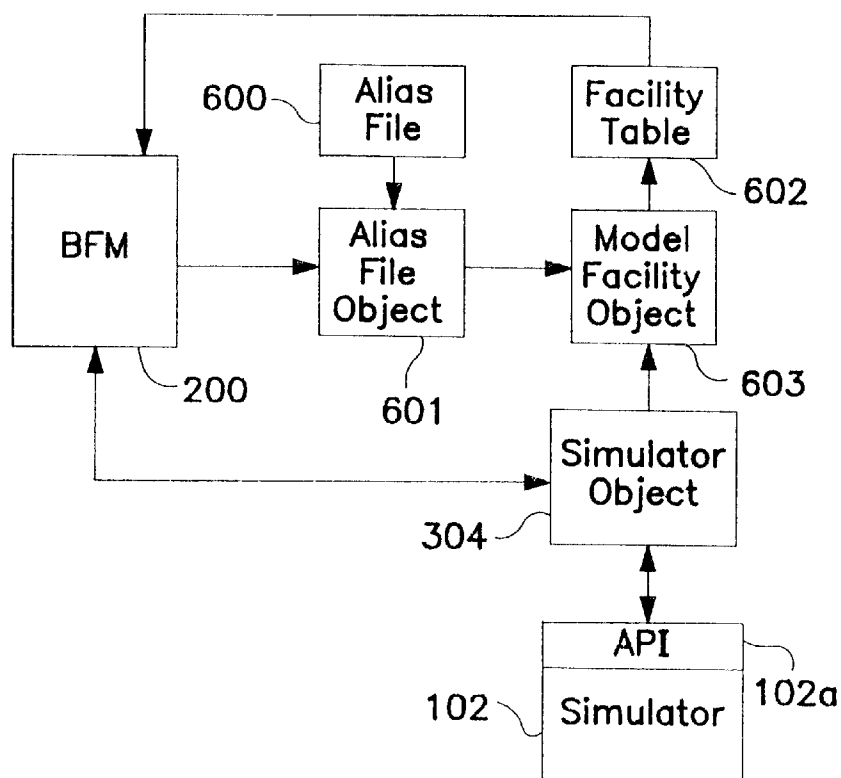 600
Alias
File
Facility
Table
602
BFM
200
Alias
File
Object
601
Model
Facility
Object
603
Simulator
Object
304
API
102a
102
Simulator